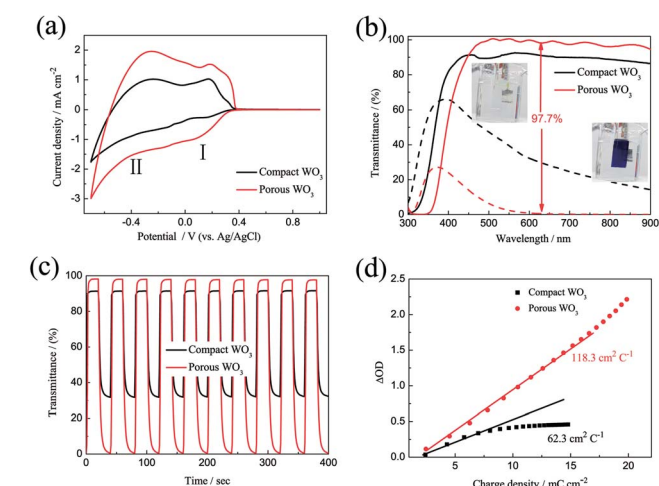 (a)
Current density / mA cm⁻²
2
1
0
-1
-2
-3
II
I
Compact WO₃
Porous WO₃
-0.4
0.0
0.4
0.8
Potential / V (vs. Ag/AgCl)
(b)
Transmittance / (%)
100
80
60
40
20
0
Compact WO₃
Porous WO₃
97.7%
300
400
500
600
700
800
900
Wavelength / nm
(c)
Transmittance / (%)
100
80
60
40
20
0
Compact WO₃
Porous WO₃
0
100
200
300
400
Time / sec
(d)
ΔOD
2.5
2.0
1.5
1.0
0.5
0.0
Compact WO₃
Porous WO₃
118.3 cm² C⁻¹
62.3 cm² C⁻¹
5
10
15
20
Charge density / mC cm⁻²